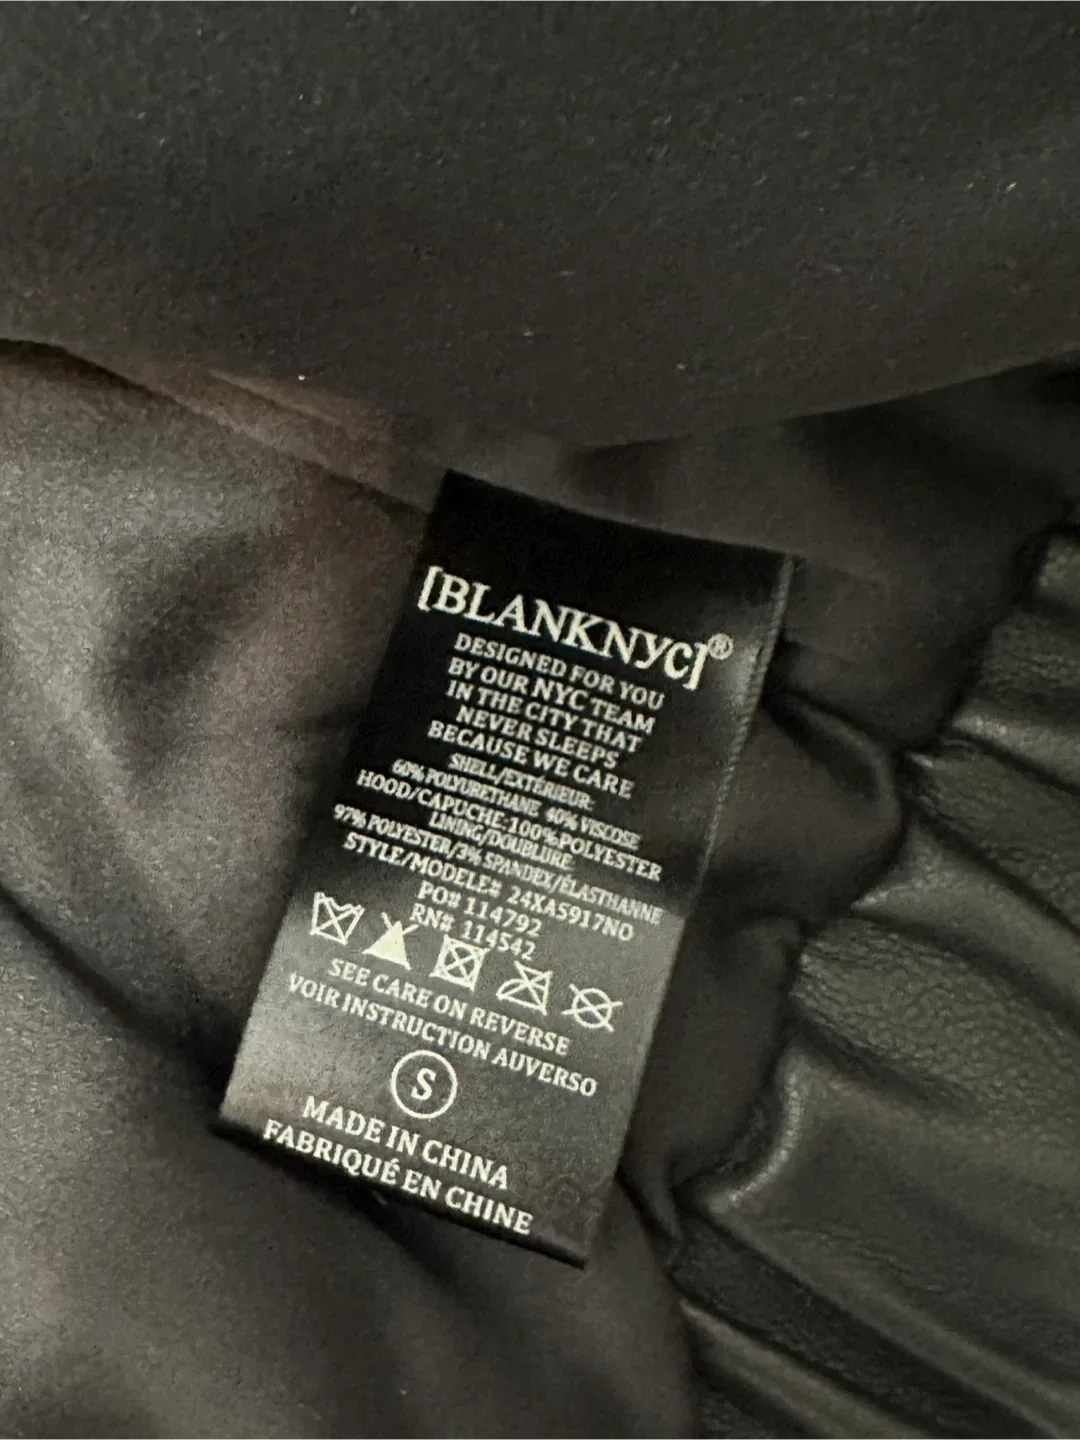 [BLANKNYC]®
DESIGNED FOR YOU
BY OUR NYC TEAM
IN THE CITY THAT
NEVER SLEEPS
BECAUSE WE CARE
SHELL/EXTÉRIEUR:
60% POLYURETHANE 40% VISCOSE
HOOD/CAPUCHE:100%POLYESTER
LINING/DOUBLURE:
97% POLYESTER/3% SPANDEX/ÉLASTHANNE
STYLE/MODELE# 24XA5917NO
PO# 114792
RN# 114542
SEE CARE ON REVERSE
VOIR INSTRUCTION AUVERSO
S
MADE IN CHINA
FABRIQUÉ EN CHINE